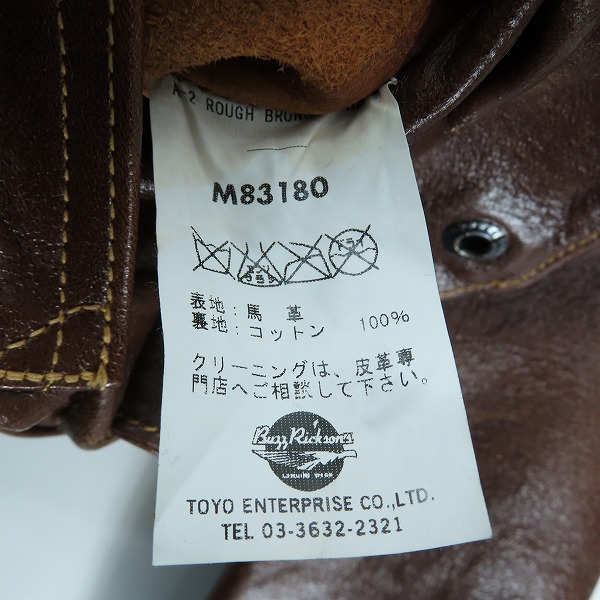 A-2 ROUGH
M83180
表地：馬 革
裏地：コットン 100%
クリーニングは、皮革専
門店へご相談して下さい。
Buzz Rickson's
TOYO ENTERPRISE CO.,LTD.
TEL 03-3632-2321